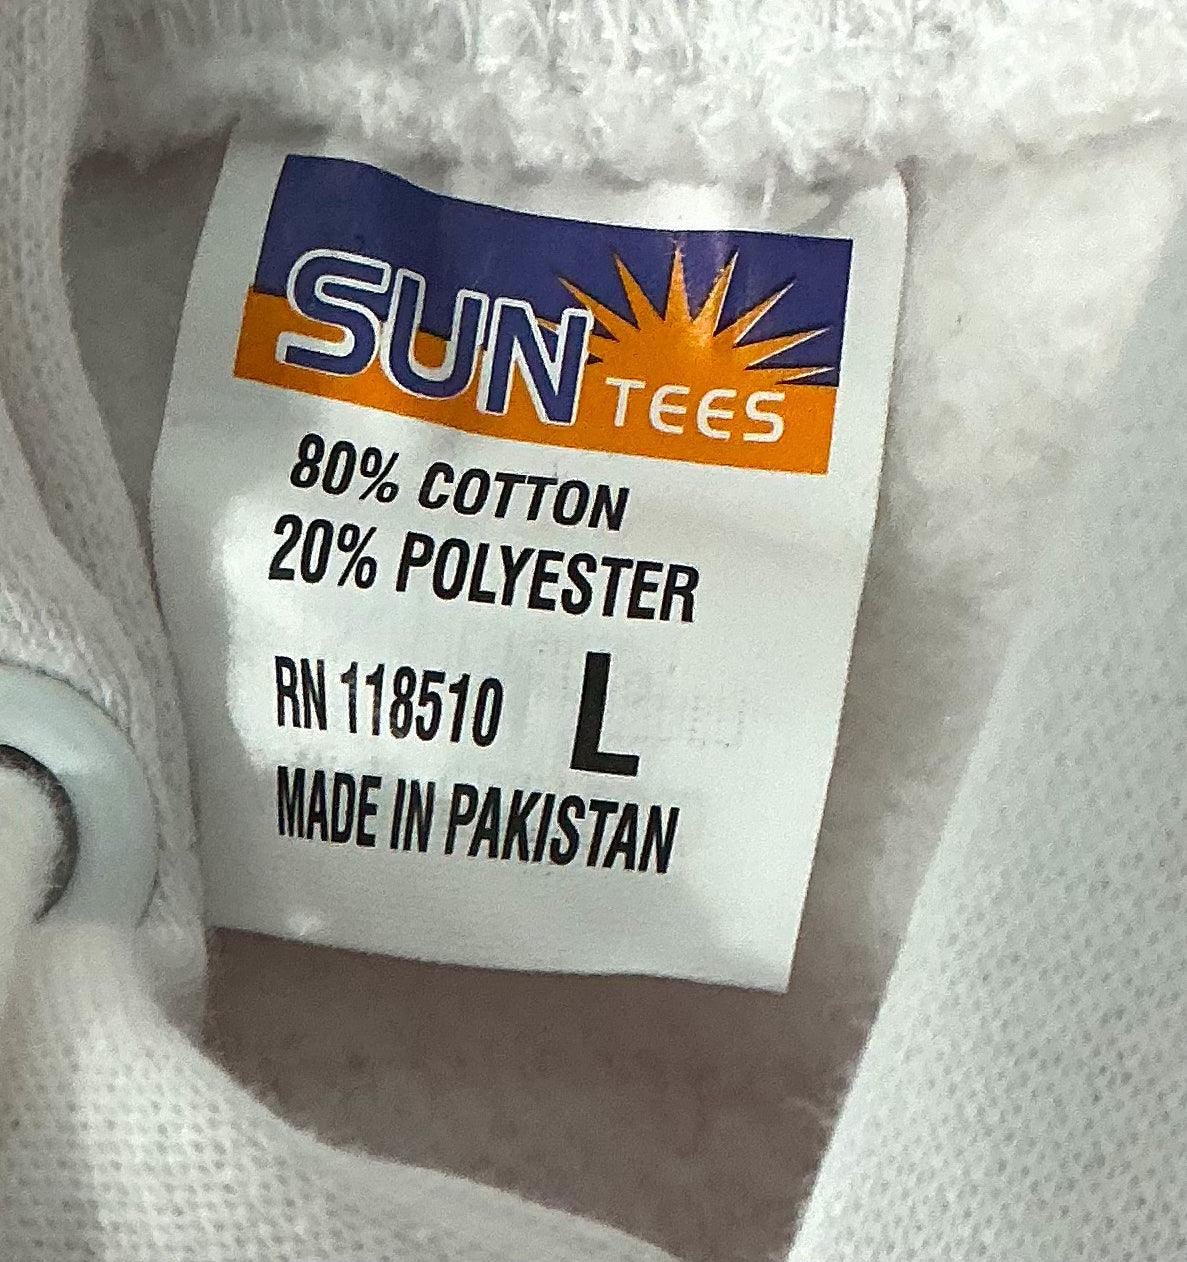 SUN TEES
80% COTTON
20% POLYESTER
RN 118510 L
MADE IN PAKISTAN